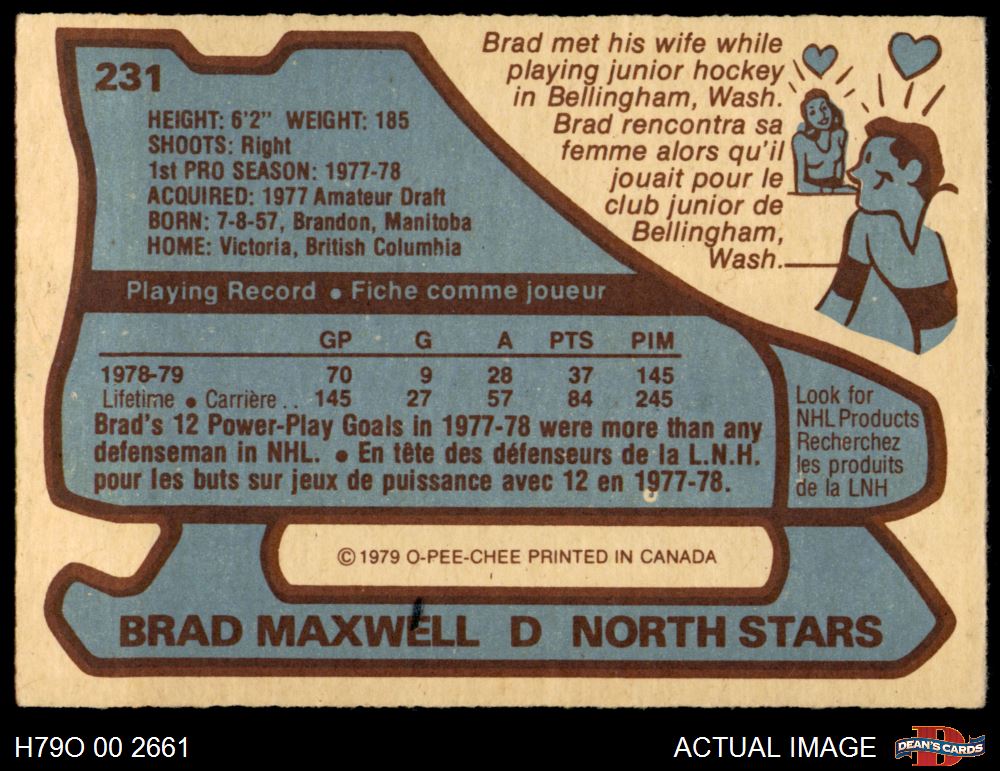 231
HEIGHT: 6'2" WEIGHT: 185
SHOOTS: Right
1st PRO SEASON: 1977-78
ACQUIRED: 1977 Amateur Draft
BORN: 7-8-57, Brandon, Manitoba
HOME: Victoria, British Columbia
Brad met his wife while
playing junior hockey
in Bellingham, Wash.
Brad rencontra sa
femme alors qu'il
jouait pour le
club junior de
Bellingham,
Wash.
Playing Record • Fiche comme joueur
GP G A PTS PIM
1978-79 70 9 28 37 145
Lifetime • Carrière .. 145 27 57 84 245
Brad's 12 Power-Play Goals in 1977-78 were more than any
defenseman in NHL. • En tête des défenseurs de la L.N.H.
pour les buts sur jeux de puissance avec 12 en 1977-78.
Look for
NHL Products
Recherchez
les produits
de la LNH
© 1979 O-PEE-CHEE PRINTED IN CANADA
BRAD MAXWELL D NORTH STARS
H79O 00 2661
ACTUAL IMAGE
D
DEAN'S CARDS